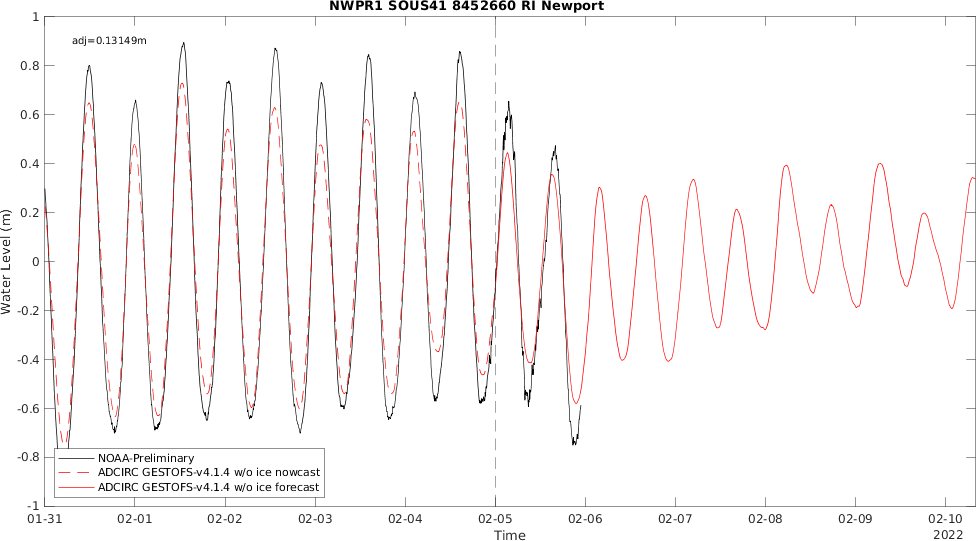 NWPR1 SOUS41 8452660 RI Newport
adj=0.13149m
Water Level (m)
1
0.8
0.6
0.4
0.2
0
-0.2
-0.4
-0.6
-0.8
-1
NOAA-Preliminary
ADCIRC GESTOFS-v4.1.4 w/o ice nowcast
ADCIRC GESTOFS-v4.1.4 w/o ice forecast
01-31 02-01 02-02 02-03 02-04 02-05 02-06 02-07 02-08 02-09 02-10
Time
2022